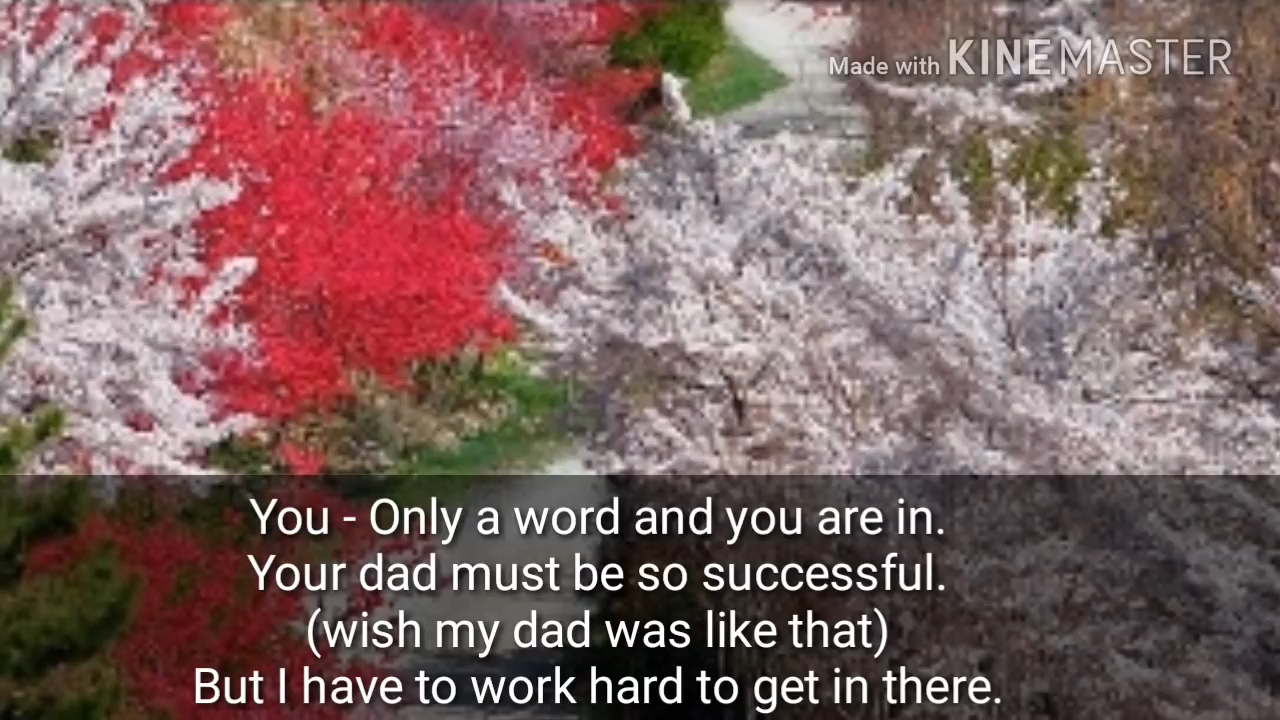 Made with KINEMASTER
You - Only a word and you are in.
Your dad must be so successful.
(wish my dad was like that)
But I have to work hard to get in there.